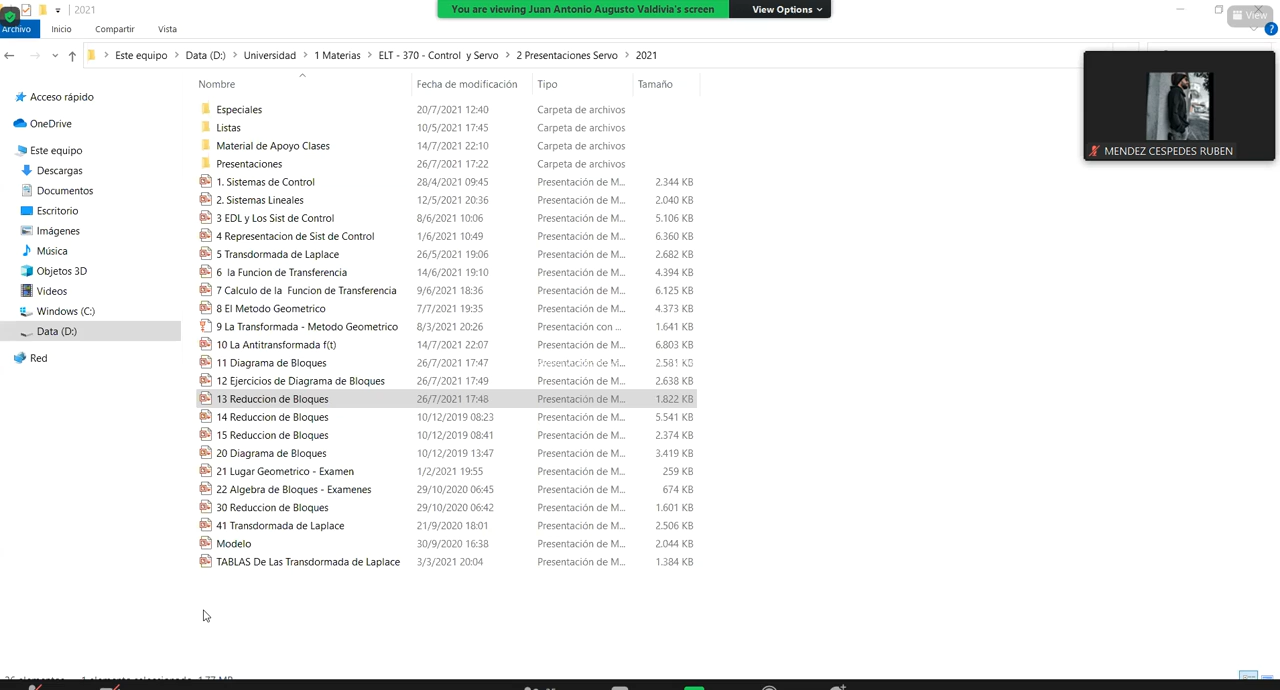 2021
You are viewing Juan Antonio Augusto Valdivia's screen
View Options
View
Archivo
Inicio
Compartir
Vista
Este equipo > Data (D:) > Universidad > 1 Materias > ELT - 370 - Control y Servo > 2 Presentaciones Servo > 2021
Nombre Fecha de modificación Tipo Tamaño
Acceso rápido
OneDrive
Este equipo
Descargas
Documentos
Escritorio
Imágenes
Música
Objetos 3D
Videos
Windows (C:)
Data (D:)
Red
Especiales 20/7/2021 12:40 Carpeta de archivos
Listas 10/5/2021 17:45 Carpeta de archivos
Material de Apoyo Clases 14/7/2021 22:10 Carpeta de archivos
Presentaciones 26/7/2021 17:22 Carpeta de archivos
1. Sistemas de Control 28/4/2021 09:45 Presentación de M... 2.344 KB
2. Sistemas Lineales 12/5/2021 20:36 Presentación de M... 2.040 KB
3 EDL y Los Sist de Control 8/6/2021 10:06 Presentación de M... 5.106 KB
4 Representacion de Sist de Control 1/6/2021 10:49 Presentación de M... 6.360 KB
5 Transdormada de Laplace 26/5/2021 19:06 Presentación de M... 2.682 KB
6 la Funcion de Transferencia 14/6/2021 19:10 Presentación de M... 4.394 KB
7 Calculo de la Funcion de Transferencia 9/6/2021 18:36 Presentación de M... 6.125 KB
8 El Metodo Geometrico 7/7/2021 19:35 Presentación de M... 4.373 KB
9 La Transformada - Metodo Geometrico 8/3/2021 20:26 Presentación con ... 1.641 KB
10 La Antitransformada f(t) 14/7/2021 22:07 Presentación de M... 6.803 KB
11 Diagrama de Bloques 26/7/2021 17:47 Presentación de M... 2.581 KB
12 Ejercicios de Diagrama de Bloques 26/7/2021 17:49 Presentación de M... 2.638 KB
13 Reduccion de Bloques 26/7/2021 17:48 Presentación de M... 1.822 KB
14 Reduccion de Bloques 10/12/2019 08:23 Presentación de M... 5.541 KB
15 Reduccion de Bloques 10/12/2019 08:41 Presentación de M... 2.374 KB
20 Diagrama de Bloques 10/12/2019 13:47 Presentación de M... 3.419 KB
21 Lugar Geometrico - Examen 1/2/2021 19:55 Presentación de M... 259 KB
22 Algebra de Bloques - Examenes 29/10/2020 06:45 Presentación de M... 674 KB
30 Reduccion de Bloques 29/10/2020 06:42 Presentación de M... 1.601 KB
41 Transdormada de Laplace 21/9/2020 18:01 Presentación de M... 2.506 KB
Modelo 30/9/2020 16:38 Presentación de M... 2.044 KB
TABLAS De Las Transdormada de Laplace 3/3/2021 20:04 Presentación de M... 1.384 KB
MENDEZ CESPEDES RUBEN